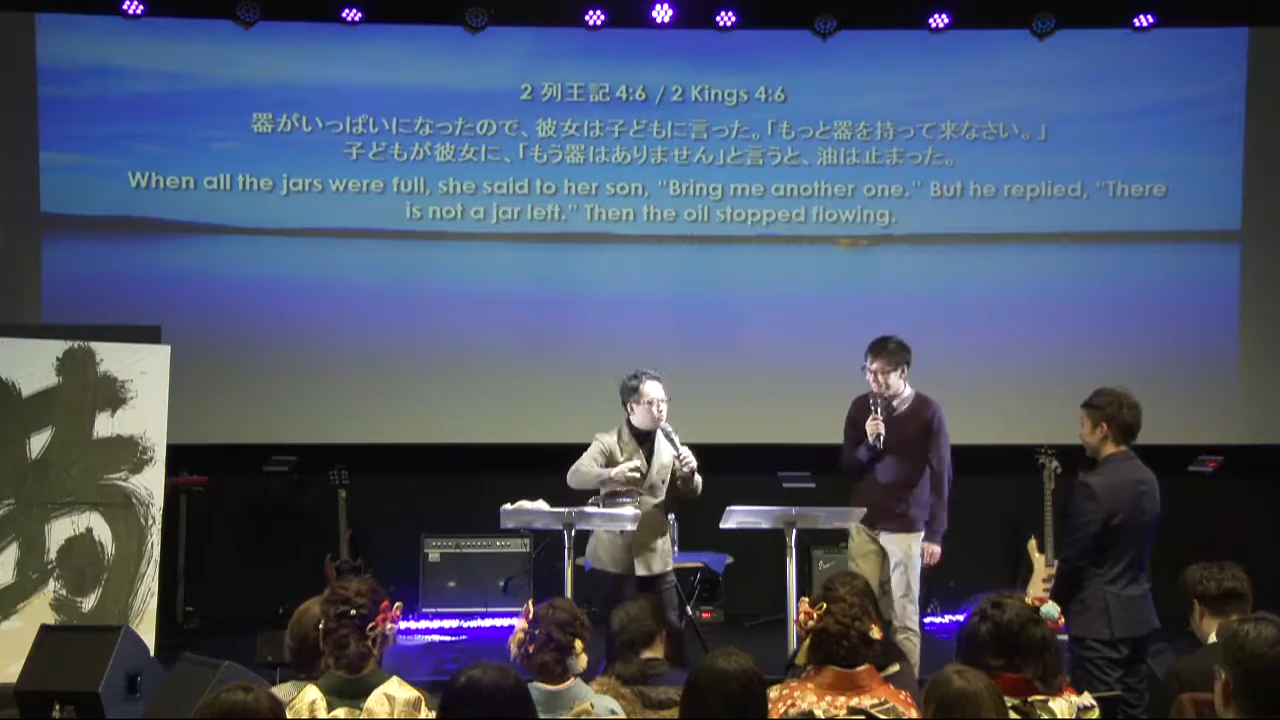 2 列王記 4:6 / 2 Kings 4:6
器がいっぱいになったので、彼女は子どもに言った。「もっと器を持って来なさい。」
子どもが彼女に、「もう器はありません」と言うと、油は止まった。
When all the jars were full, she said to her son, “Bring me another one.” But he replied, “There
is not a jar left.” Then the oil stopped flowing.